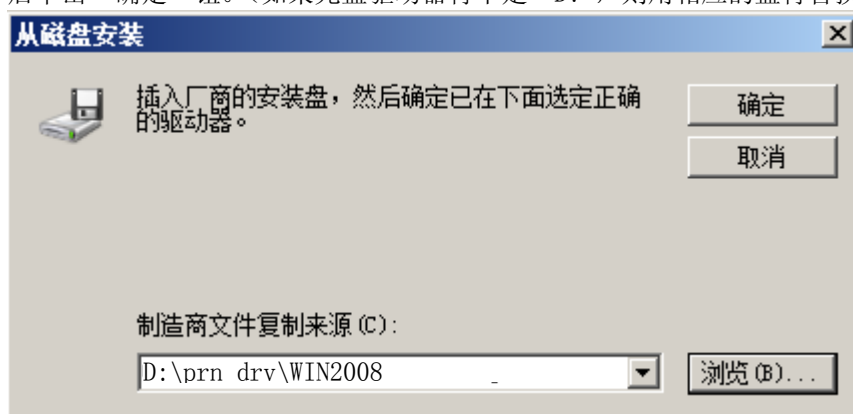 从磁盘安装
插入厂商的安装盘，然后确定已在下面选定正确
的驱动器。
确定
取消
制造商文件复制来源(C):
D:\prn drv\WIN2008
浏览(B)...